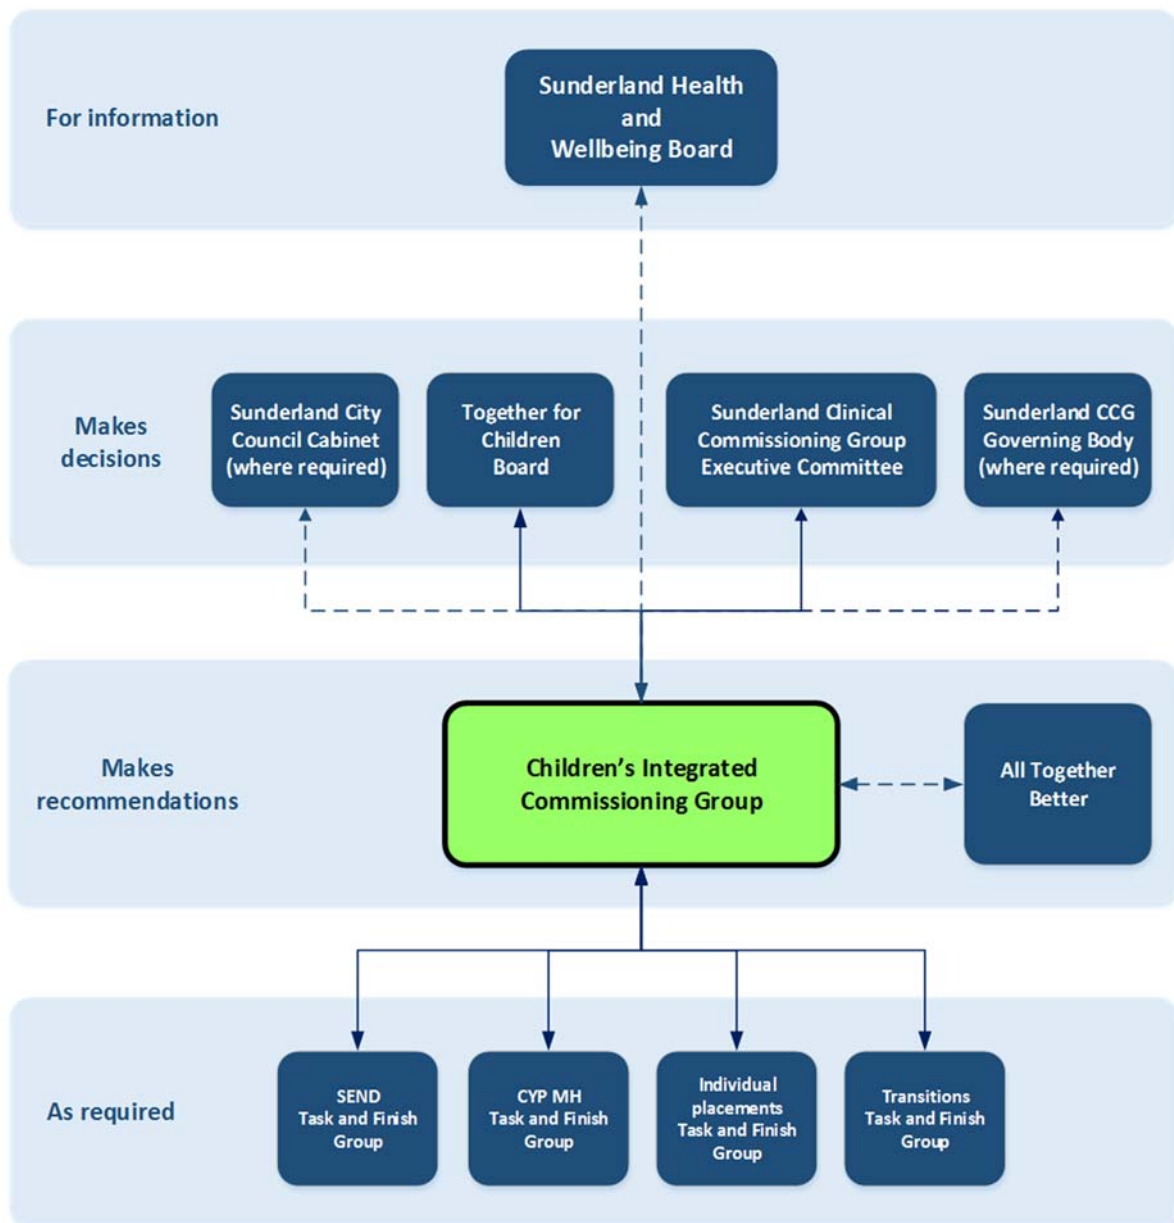 For information
Sunderland Health
and
Wellbeing Board
Makes
decisions
Sunderland City
Council Cabinet
(where required)
Together for
Children
Board
Sunderland Clinical
Commissioning Group
Executive Committee
Sunderland CCG
Governing Body
(where required)
Makes
recommendations
Children's Integrated
Commissioning Group
All Together
Better
As required
SEND
Task and Finish
Group
CYP MH
Task and Finish
Group
Individual
placements
Task and Finish
Group
Transitions
Task and Finish
Group